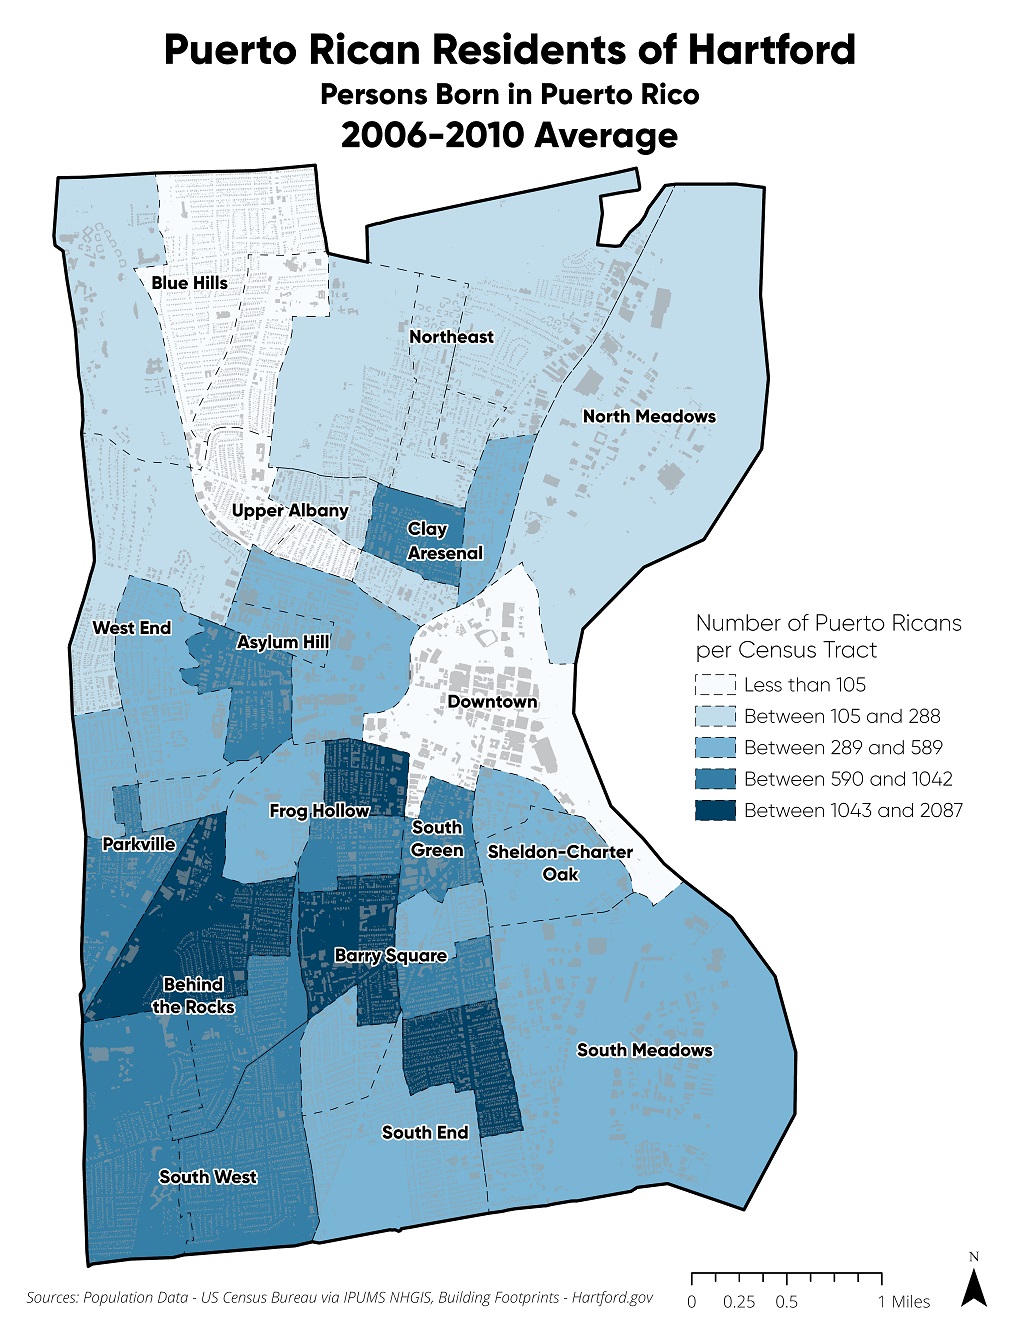 Puerto Rican Residents of Hartford
Persons Born in Puerto Rico
2006-2010 Average
Blue Hills
Northeast
North Meadows
Upper Albany
Clay
Aresenal
West End
Asylum Hill
Downtown
Number of Puerto Ricans
per Census Tract
Less than 105
Between 105 and 288
Between 289 and 589
Between 590 and 1042
Between 1043 and 2087
Frog Hollow
Parkville
South
Green
Sheldon-Charter
Oak
Barry Square
Behind
the Rocks
South Meadows
South End
South West
Sources: Population Data - US Census Bureau via IPUMS NHGIS, Building Footprints - Hartford.gov
0 0.25 0.5 1 Miles
N